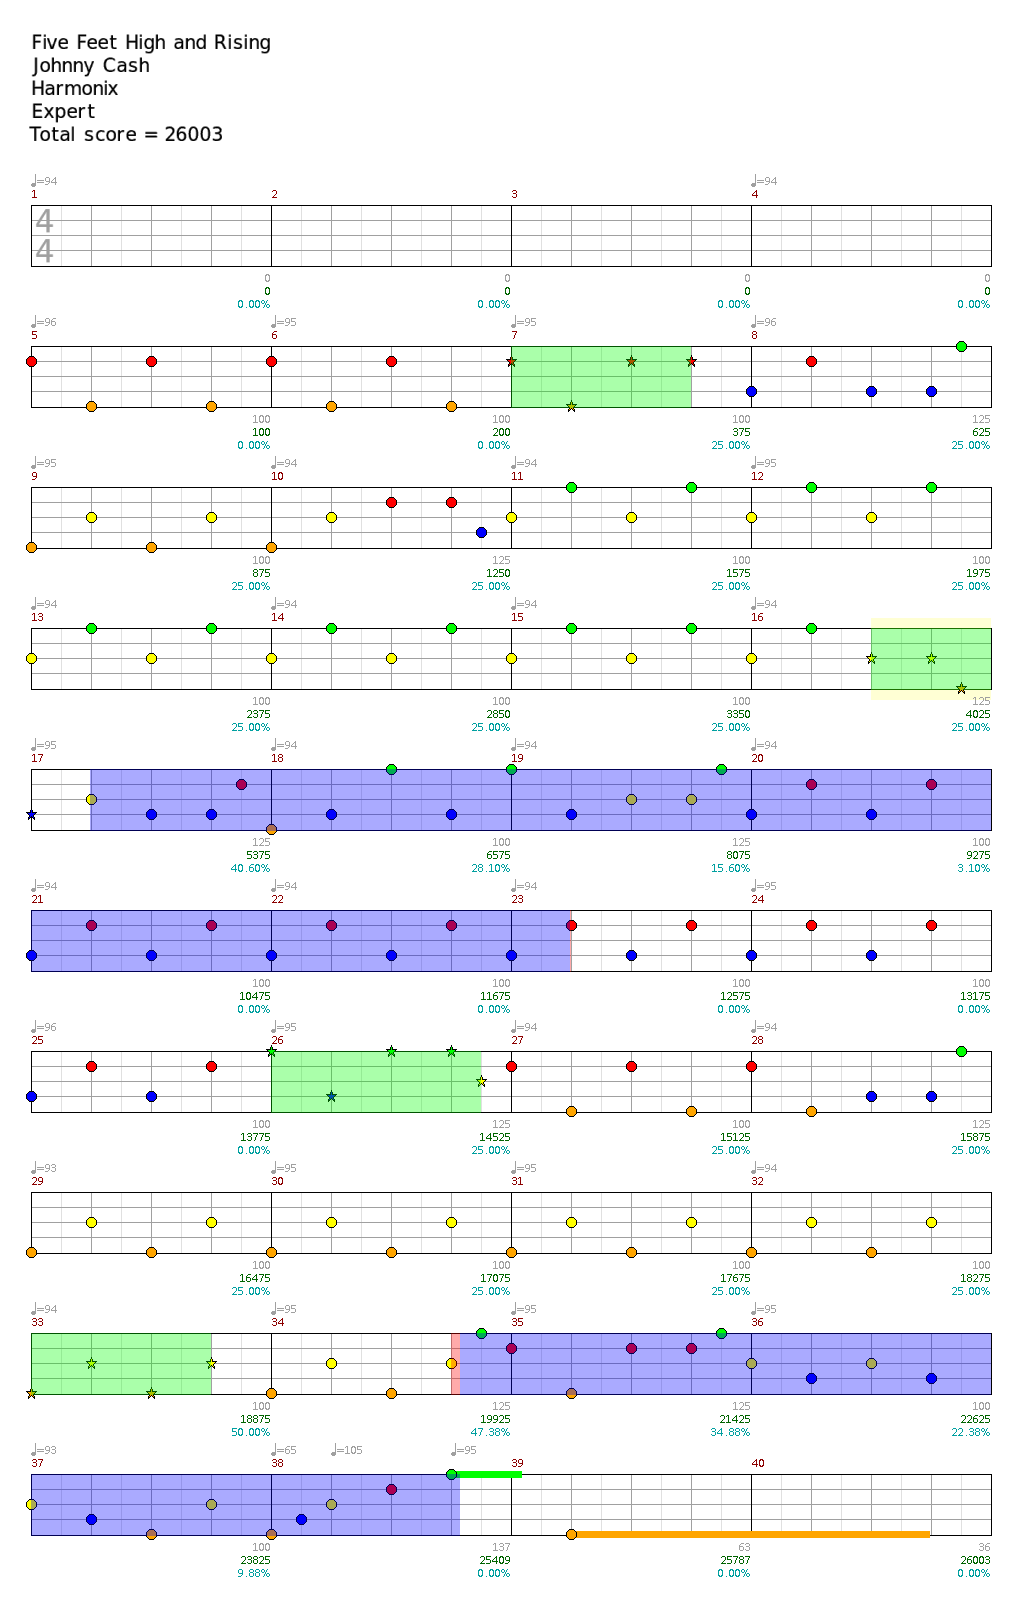 Five Feet High and Rising
Johnny Cash
Harmonix
Expert
Total score = 26003
♩=94 ♩=94
1 2 3 4
4
4
0 0 0 0
0 0 0 0
0.00% 0.00% 0.00% 0.00%
♩=96 ♩=95 ♩=95 ♩=96
5 6 7 8
100 100 100 125
100 200 375 625
0.00% 0.00% 25.00% 25.00%
♩=95 ♩=94 ♩=94 ♩=95
9 10 11 12
100 125 100 100
875 1250 1575 1975
25.00% 25.00% 25.00% 25.00%
♩=94 ♩=94 ♩=94 ♩=94
13 14 15 16
100 100 100 125
2375 2850 3350 4025
25.00% 25.00% 25.00% 25.00%
♩=95 ♩=94 ♩=94 ♩=94
17 18 19 20
125 100 125 100
5375 6575 8075 9275
40.60% 28.10% 15.60% 3.10%
♩=94 ♩=94 ♩=94 ♩=95
21 22 23 24
100 100 100 100
10475 11675 12575 13175
0.00% 0.00% 0.00% 0.00%
♩=96 ♩=95 ♩=94 ♩=94
25 26 27 28
100 125 100 125
13775 14525 15125 15875
0.00% 25.00% 25.00% 25.00%
♩=93 ♩=95 ♩=95 ♩=94
29 30 31 32
100 100 100 100
16475 17075 17675 18275
25.00% 25.00% 25.00% 25.00%
♩=94 ♩=95 ♩=95 ♩=95
33 34 35 36
100 125 125 100
18875 19925 21425 22625
50.00% 47.38% 34.88% 22.38%
♩=93 ♩=65 ♩=105 ♩=95
37 38 39 40
100 137 63 36
23825 25409 25787 26003
9.88% 0.00% 0.00% 0.00%